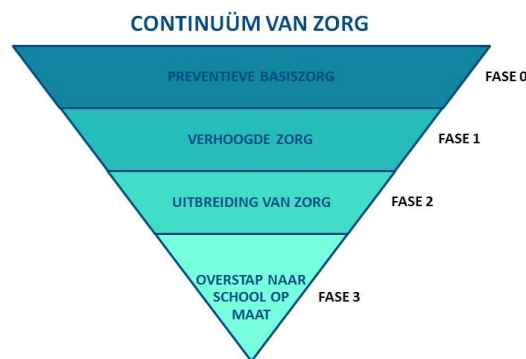 CONTINUÜM VAN ZORG
PREVENTIEVE BASISZORG
FASE 0
VERHOOGDE ZORG
FASE 1
UITBREIDING VAN ZORG
FASE 2
OVERSTAP NAAR
SCHOOL OP
MAAT
FASE 3